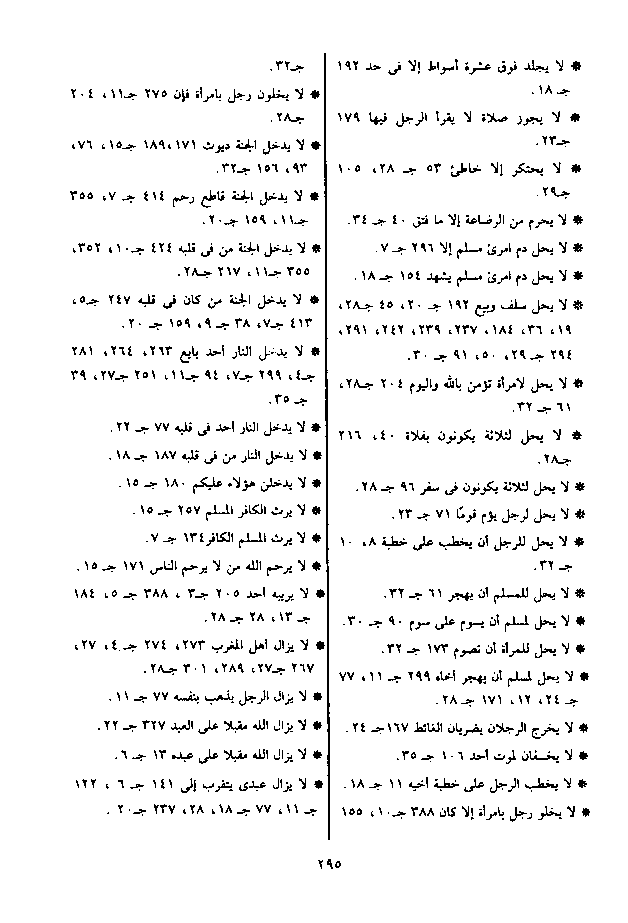 * لا يجلد فوق عشرة أسواط إلا فى حد ١٩٢
جـ ١٨.
* لا يجوز صلاة لا يقرأ الرجل فيها ١٧٩
جـ٢٣.
* لا يحتكر إلا خاطئ ٥٣ جـ ٢٨، ١٠٥
جـ٢٩.
* لا يحرم من الرضاعة إلا ما فتق ٤٠ جـ ٣٤.
* لا يحل دم امرئ مسلم إلا ٢٩٦ جـ ٧.
* لا يحل دم امرئ مسلم يشهد ١٥٤ جـ ١٨.
* لا يحل سلف وبيع ١٩٢ جـ ٢٠، ٤٥ جـ٢٨،
١٩، ٣٦، ١٨٤، ٢٣٧، ٢٣٩، ٢٤٢، ٢٩١،
٢٩٤ جـ ٢٩، ٥٠، ٩١ جـ ٣٠.
* لا يحل لامرأة تؤمن بالله واليوم ٢٠٤ جـ٢٨،
٦١ جـ ٣٢.
* لا يحل لثلاثة يكونون بفلاة ٤٠، ٢١٦
جـ٢٨.
* لا يحل لثلاثة يكونون فى سفر ٩٦ جـ ٢٨.
* لا يحل لرجل يؤم قومًا ٧١ جـ ٢٣.
* لا يحل للرجل أن يخطب على خطبة ٨، ١٠
جـ ٣٢.
* لا يحل للمسلم أن يهجر ٦١ جـ ٣٢.
* لا يحل لمسلم أن يسوم على سوم ٩٠ جـ ٣٠.
* لا يحل للمرأة أن تصوم ١٧٣ جـ ٣٢.
* لا يحل لمسلم أن يهجر أخاه ٢٩٩ جـ ١١، ٧٧
جـ ٢٤، ١٢، ١٧١ جـ ٢٨.
* لا يخرج الرجلان يضربان الغائط ١٦٧جـ ٢٤.
* لا يخسفان لموت أحد ١٠٦ جـ ٣٥.
* لا يخطب الرجل على خطبة أخيه ١١ جـ ١٨.
* لا يخلو رجل بامرأة إلا كان ٣٨٨ جـ١٠، ١٥٥
جـ٣٢.
* لا يخلون رجل بامرأة فإن ٢٧٥ جـ١١، ٢٠٤
جـ٢٨.
* لا يدخل الجنة ديوث ١٧١ ،١٨٩ جـ١٥، ٧٦،
٩٣، ١٥٦ جـ٣٢.
* لا يدخل الجنة قاطع رحم ٤١٤ جـ ٧، ٣٥٥
جـ١١، ١٥٩ جـ٢٠.
* لا يدخل الجنة من فى قلبه ٤٢٤ جـ١٠، ٣٥٢،
٣٥٥ جـ١١، ٢١٧ جـ٢٨.
* لا يدخل الجنة من كان فى قلبه ٢٤٧ جـ٥،
٤١٣ جـ٧، ٣٨ جـ ٩، ١٥٩ جـ ٢٠.
* لا يدخل النار أحد بايع ٢٦٣، ٢٦٤، ٢٨١
جـ٤، ٢٩٩ جـ٧، ٩٤ جـ١١، ٢٥١ جـ٢٧، ٣٩
جـ ٣٥.
* لا يدخل النار أحد فى قلبه ٧٧ جـ ٢٢.
* لا يدخل النار من فى قلبه ١٨٧ جـ ١٨.
* لا يدخلن هؤلاء عليكم ١٨٠ جـ ١٥.
* لا يرث الكافر المسلم ٢٥٧ جـ ١٥.
* لا يرث المسلم الكافر١٣٤ جـ ٧.
* لا يرحم الله من لا يرحم الناس ١٧١ جـ ١٥.
* لا يريبه أحد ٢٠٥ جـ٣ ، ٣٨٨ جـ ٥، ١٨٤
جـ ١٣، ٢٨ جـ ٢٨.
* لا يزال أهل المغرب ٢٧٣، ٢٧٤ جـ ٤، ٢٧،
٢٦٧ جـ٢٧، ٢٨٩، ٣٠١ جـ٢٨.
* لا يزال الرجل يذهب بنفسه ٧٧ جـ ١١.
* لا يزال الله مقبلا على العبد ٣٢٧ جـ ٢٢.
* لا يزال الله مقبلا على عبده ١٣ جـ ٦.
* لا يزال عبدى يتقرب إلى ١٤١ جـ ٦ ، ١٢٢
جـ ١١، ٧٧ جـ ١٨، ٢٨، ٢٣٧ جـ٢٠ .
٢٩٥